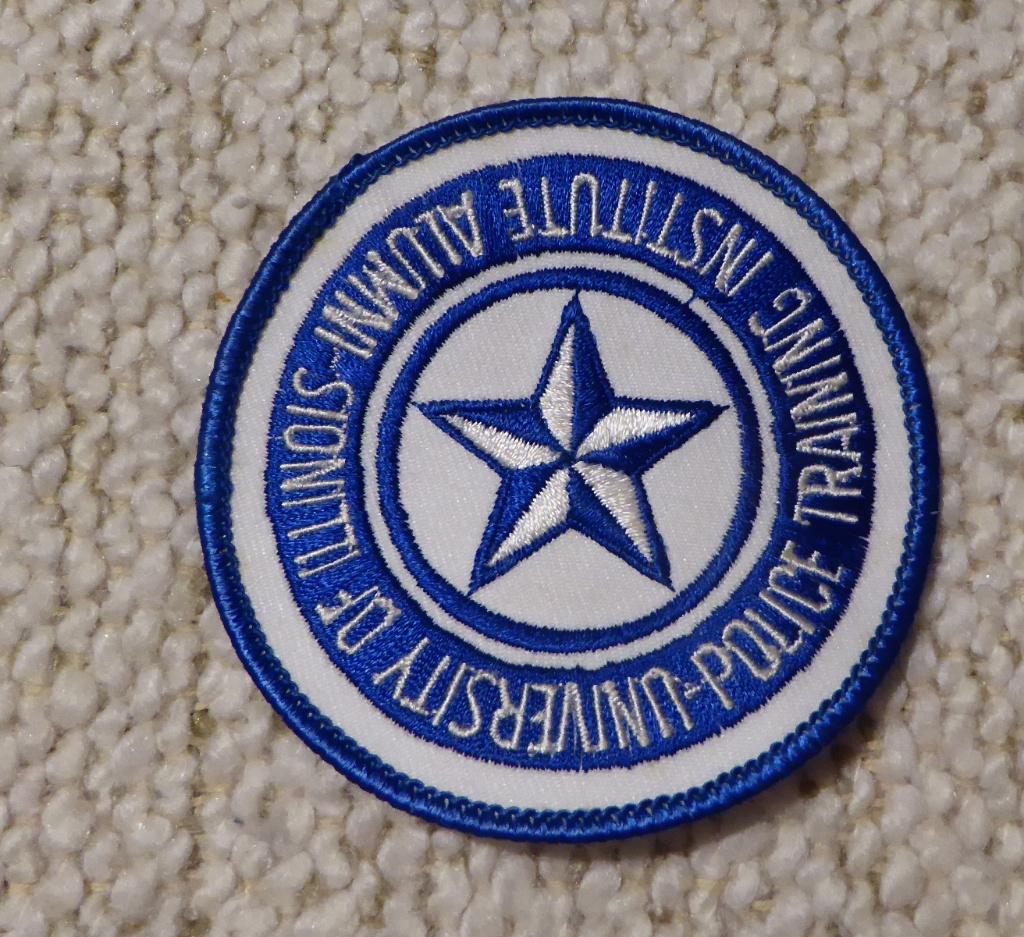 POLICE TRAINING INSTITUTE ALUMNI-
UNIVERSITY OF ILLINOIS-